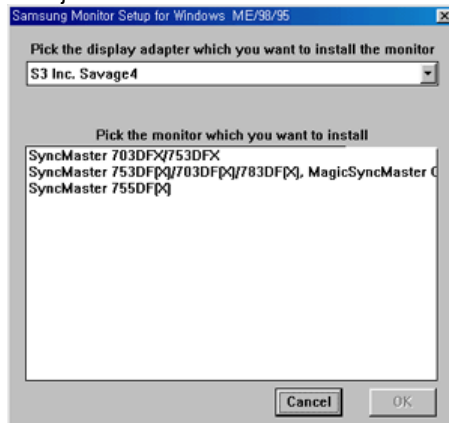 Samsung Monitor Setup for Windows ME/98/95
Pick the display adapter which you want to install the monitor
S3 Inc. Savage4
Pick the monitor which you want to install
SyncMaster 703DFX/753DFX
SyncMaster 753DF[X]/703DF[X]/783DF[X], MagicSyncMaster
SyncMaster 755DF[X]
Cancel
OK